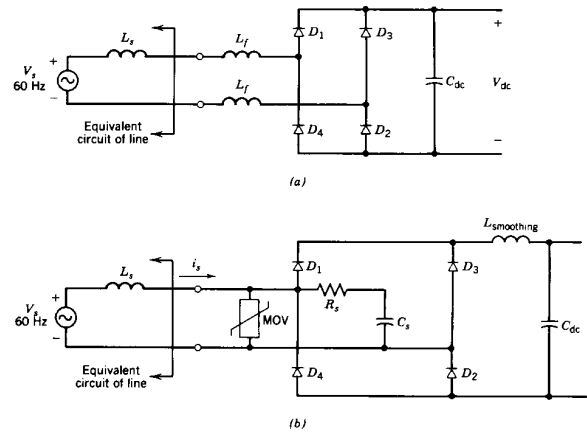 L_s
L_f
D_1
D_3
+
V_s
60 Hz
+
−
L_f
C_dc
V_dc
Equivalent
circuit of line
D_4
D_2
−
(a)
L_smoothing
L_s
i_s
D_1
D_3
V_s
60 Hz
+
−
MOV
R_s
C_s
C_dc
Equivalent
circuit of line
D_4
D_2
(b)